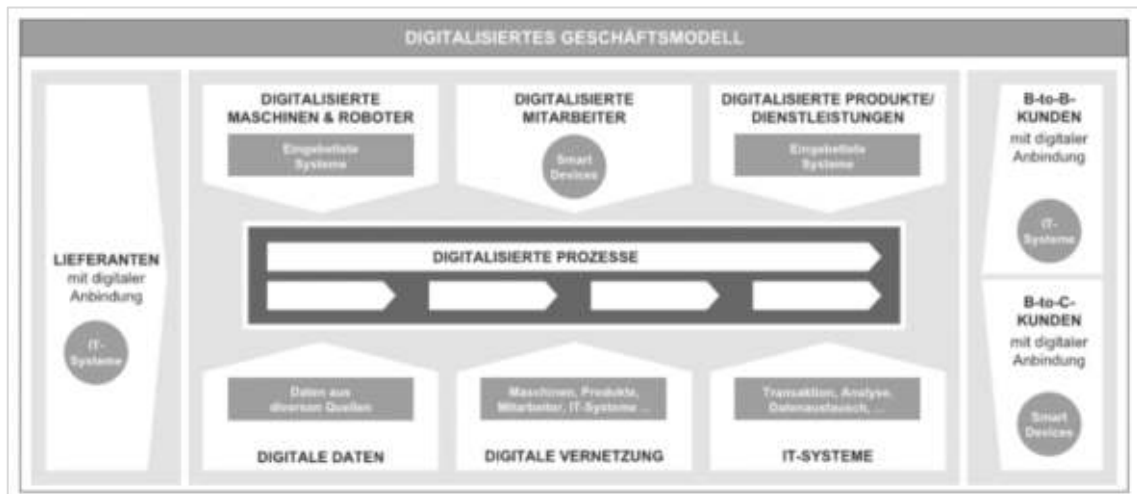 DIGITALISIERTES GESCHÄFTSMODELL
LIEFERANTEN
mit digitaler
Anbindung
IT-
Systeme
DIGITALISIERTE
MASCHINEN & ROBOTER
Eingebettete
Systeme
DIGITALISIERTE
MITARBEITER
Smart
Devices
DIGITALISIERTE PRODUKTE/
DIENSTLEISTUNGEN
Eingebettete
Systeme
DIGITALISIERTE PROZESSE
Daten aus
diversen Quellen
DIGITALE DATEN
Maschinen, Produkte,
Mitarbeiter, IT-Systeme ...
DIGITALE VERNETZUNG
Transaktion, Analyse,
Datenaustausch, ...
IT-SYSTEME
B-to-B-
KUNDEN
mit digitaler
Anbindung
IT-
Systeme
B-to-C-
KUNDEN
mit digitaler
Anbindung
Smart
Devices